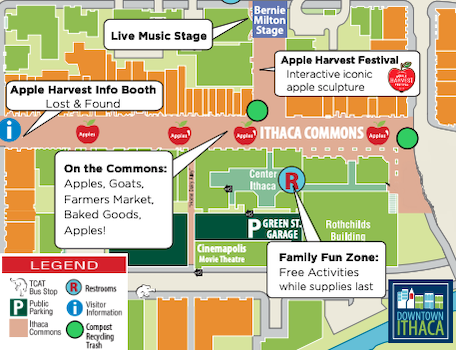 Bernie
Milton
Stage
Live Music Stage
Apple Harvest Festival
Interactive iconic
apple sculpture
HARVEST
Apple Harvest Info Booth
Lost & Found
i
Apples
Apples
Apples
Apples
ITHACA COMMONS
On the Commons:
Apples, Goats,
Farmers Market,
Baked Goods,
Apples!
Center
Ithaca
R
P GREEN ST.
GARAGE
Rothchilds
Building
Cinemapolis
Movie Theatre
Family Fun Zone:
Free Activities
while supplies last
LEGEND
TCAT
Bus Stop
R Restrooms
P Public
Parking
i Visitor
Information
Ithaca
Commons
Compost
Recycling
Trash
DOWNTOWN
ITHACA